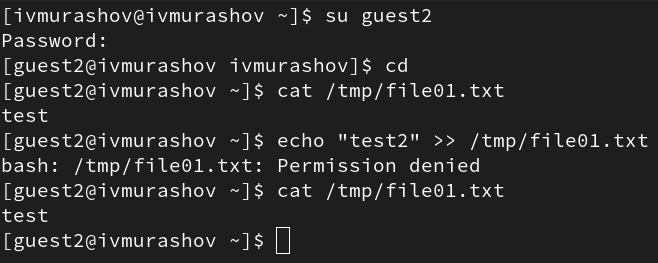 [ivmurashov@ivmurashov ~]$ su guest2
Password:
[guest2@ivmurashov ivmurashov]$ cd
[guest2@ivmurashov ~]$ cat /tmp/file01.txt
test
[guest2@ivmurashov ~]$ echo "test2" >> /tmp/file01.txt
bash: /tmp/file01.txt: Permission denied
[guest2@ivmurashov ~]$ cat /tmp/file01.txt
test
[guest2@ivmurashov ~]$